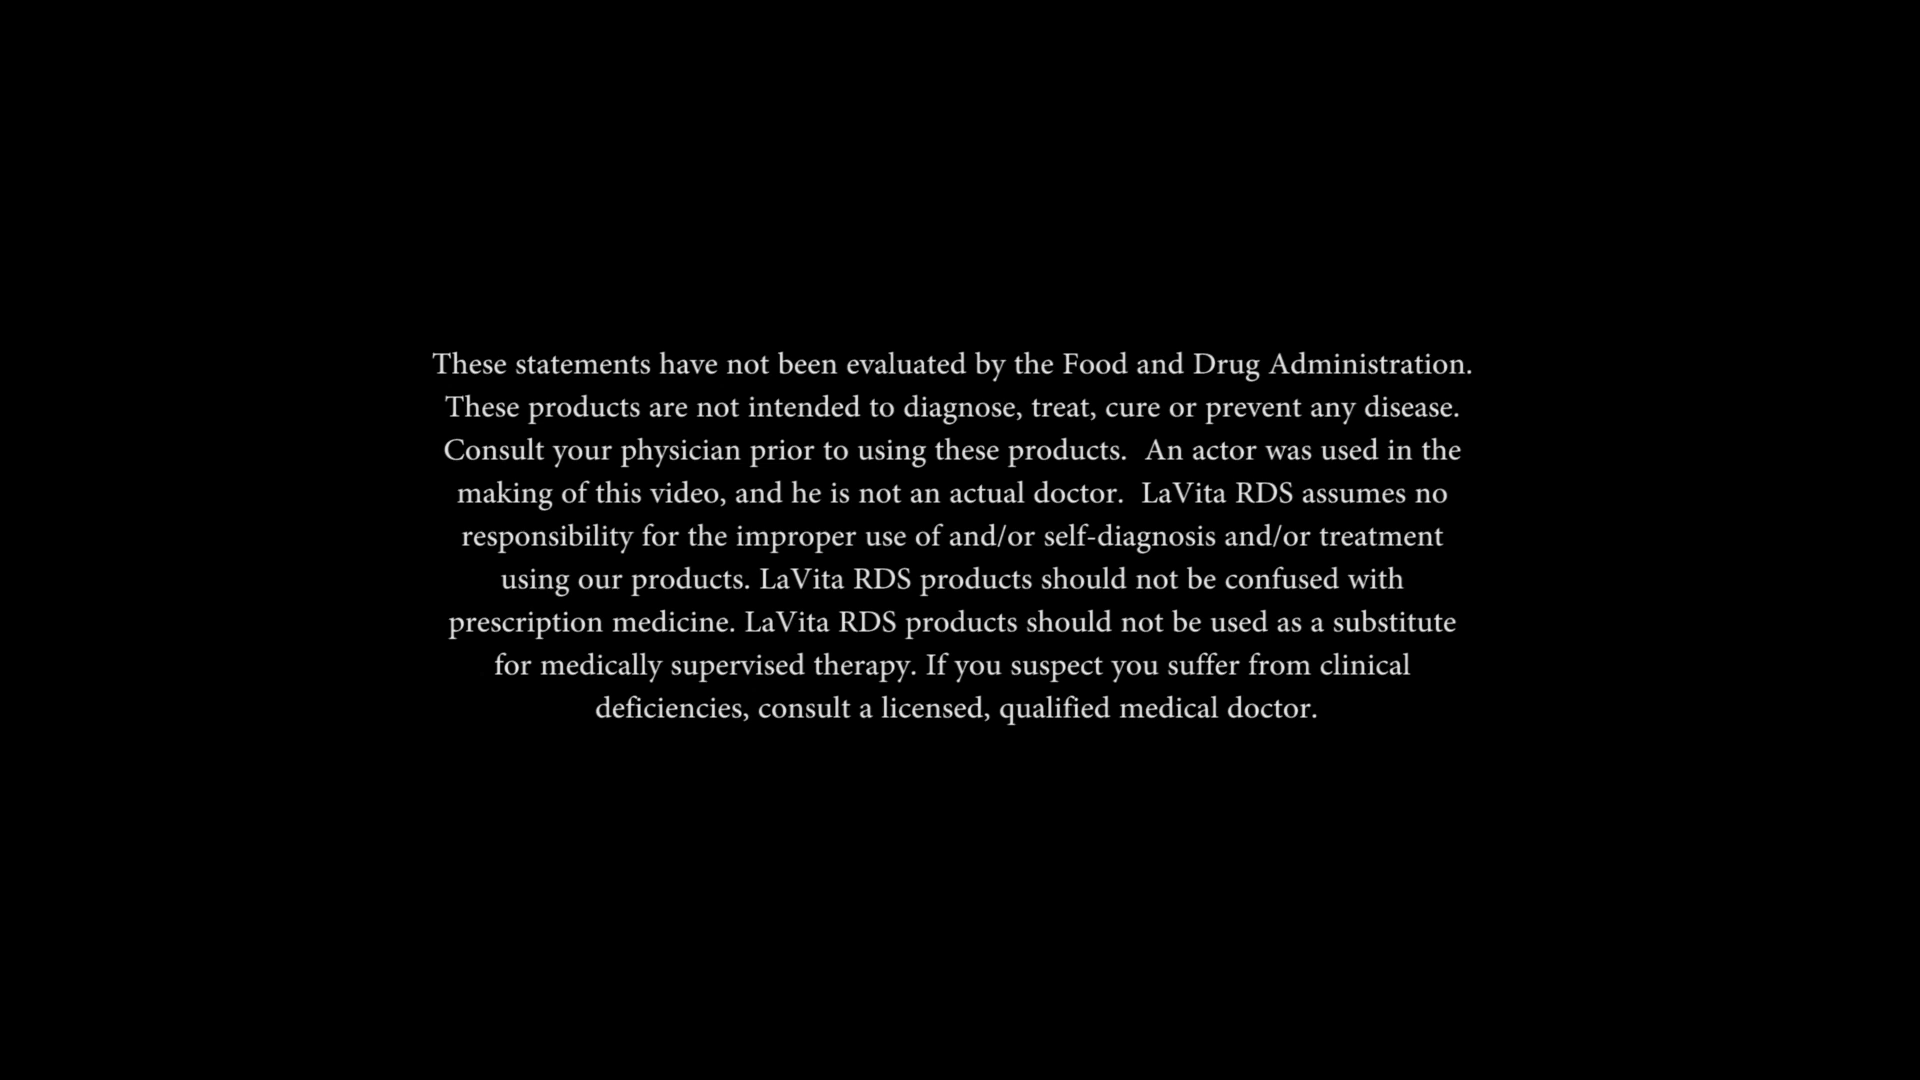 These statements have not been evaluated by the Food and Drug Administration.
These products are not intended to diagnose, treat, cure or prevent any disease.
Consult your physician prior to using these products.  An actor was used in the
making of this video, and he is not an actual doctor.  LaVita RDS assumes no
responsibility for the improper use of and/or self-diagnosis and/or treatment
using our products. LaVita RDS products should not be confused with
prescription medicine. LaVita RDS products should not be used as a substitute
for medically supervised therapy. If you suspect you suffer from clinical
deficiencies, consult a licensed, qualified medical doctor.